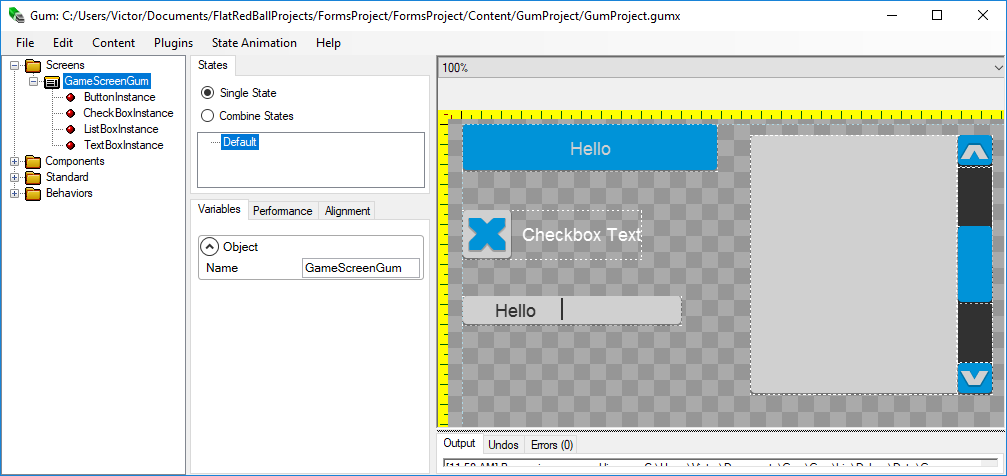 Gum: C:/Users/Victor/Documents/FlatRedBallProjects/FormsProject/FormsProject/Content/GumProject/GumProject.gumx
File Edit Content Plugins State Animation Help
Screens
GameScreenGum
ButtonInstance
CheckBoxInstance
ListBoxInstance
TextBoxInstance
Components
Standard
Behaviors
States
Single State
Combine States
Default
Variables Performance Alignment
Object
Name GameScreenGum
100%
Hello
Checkbox Text
Hello
Output Undos Errors (0)